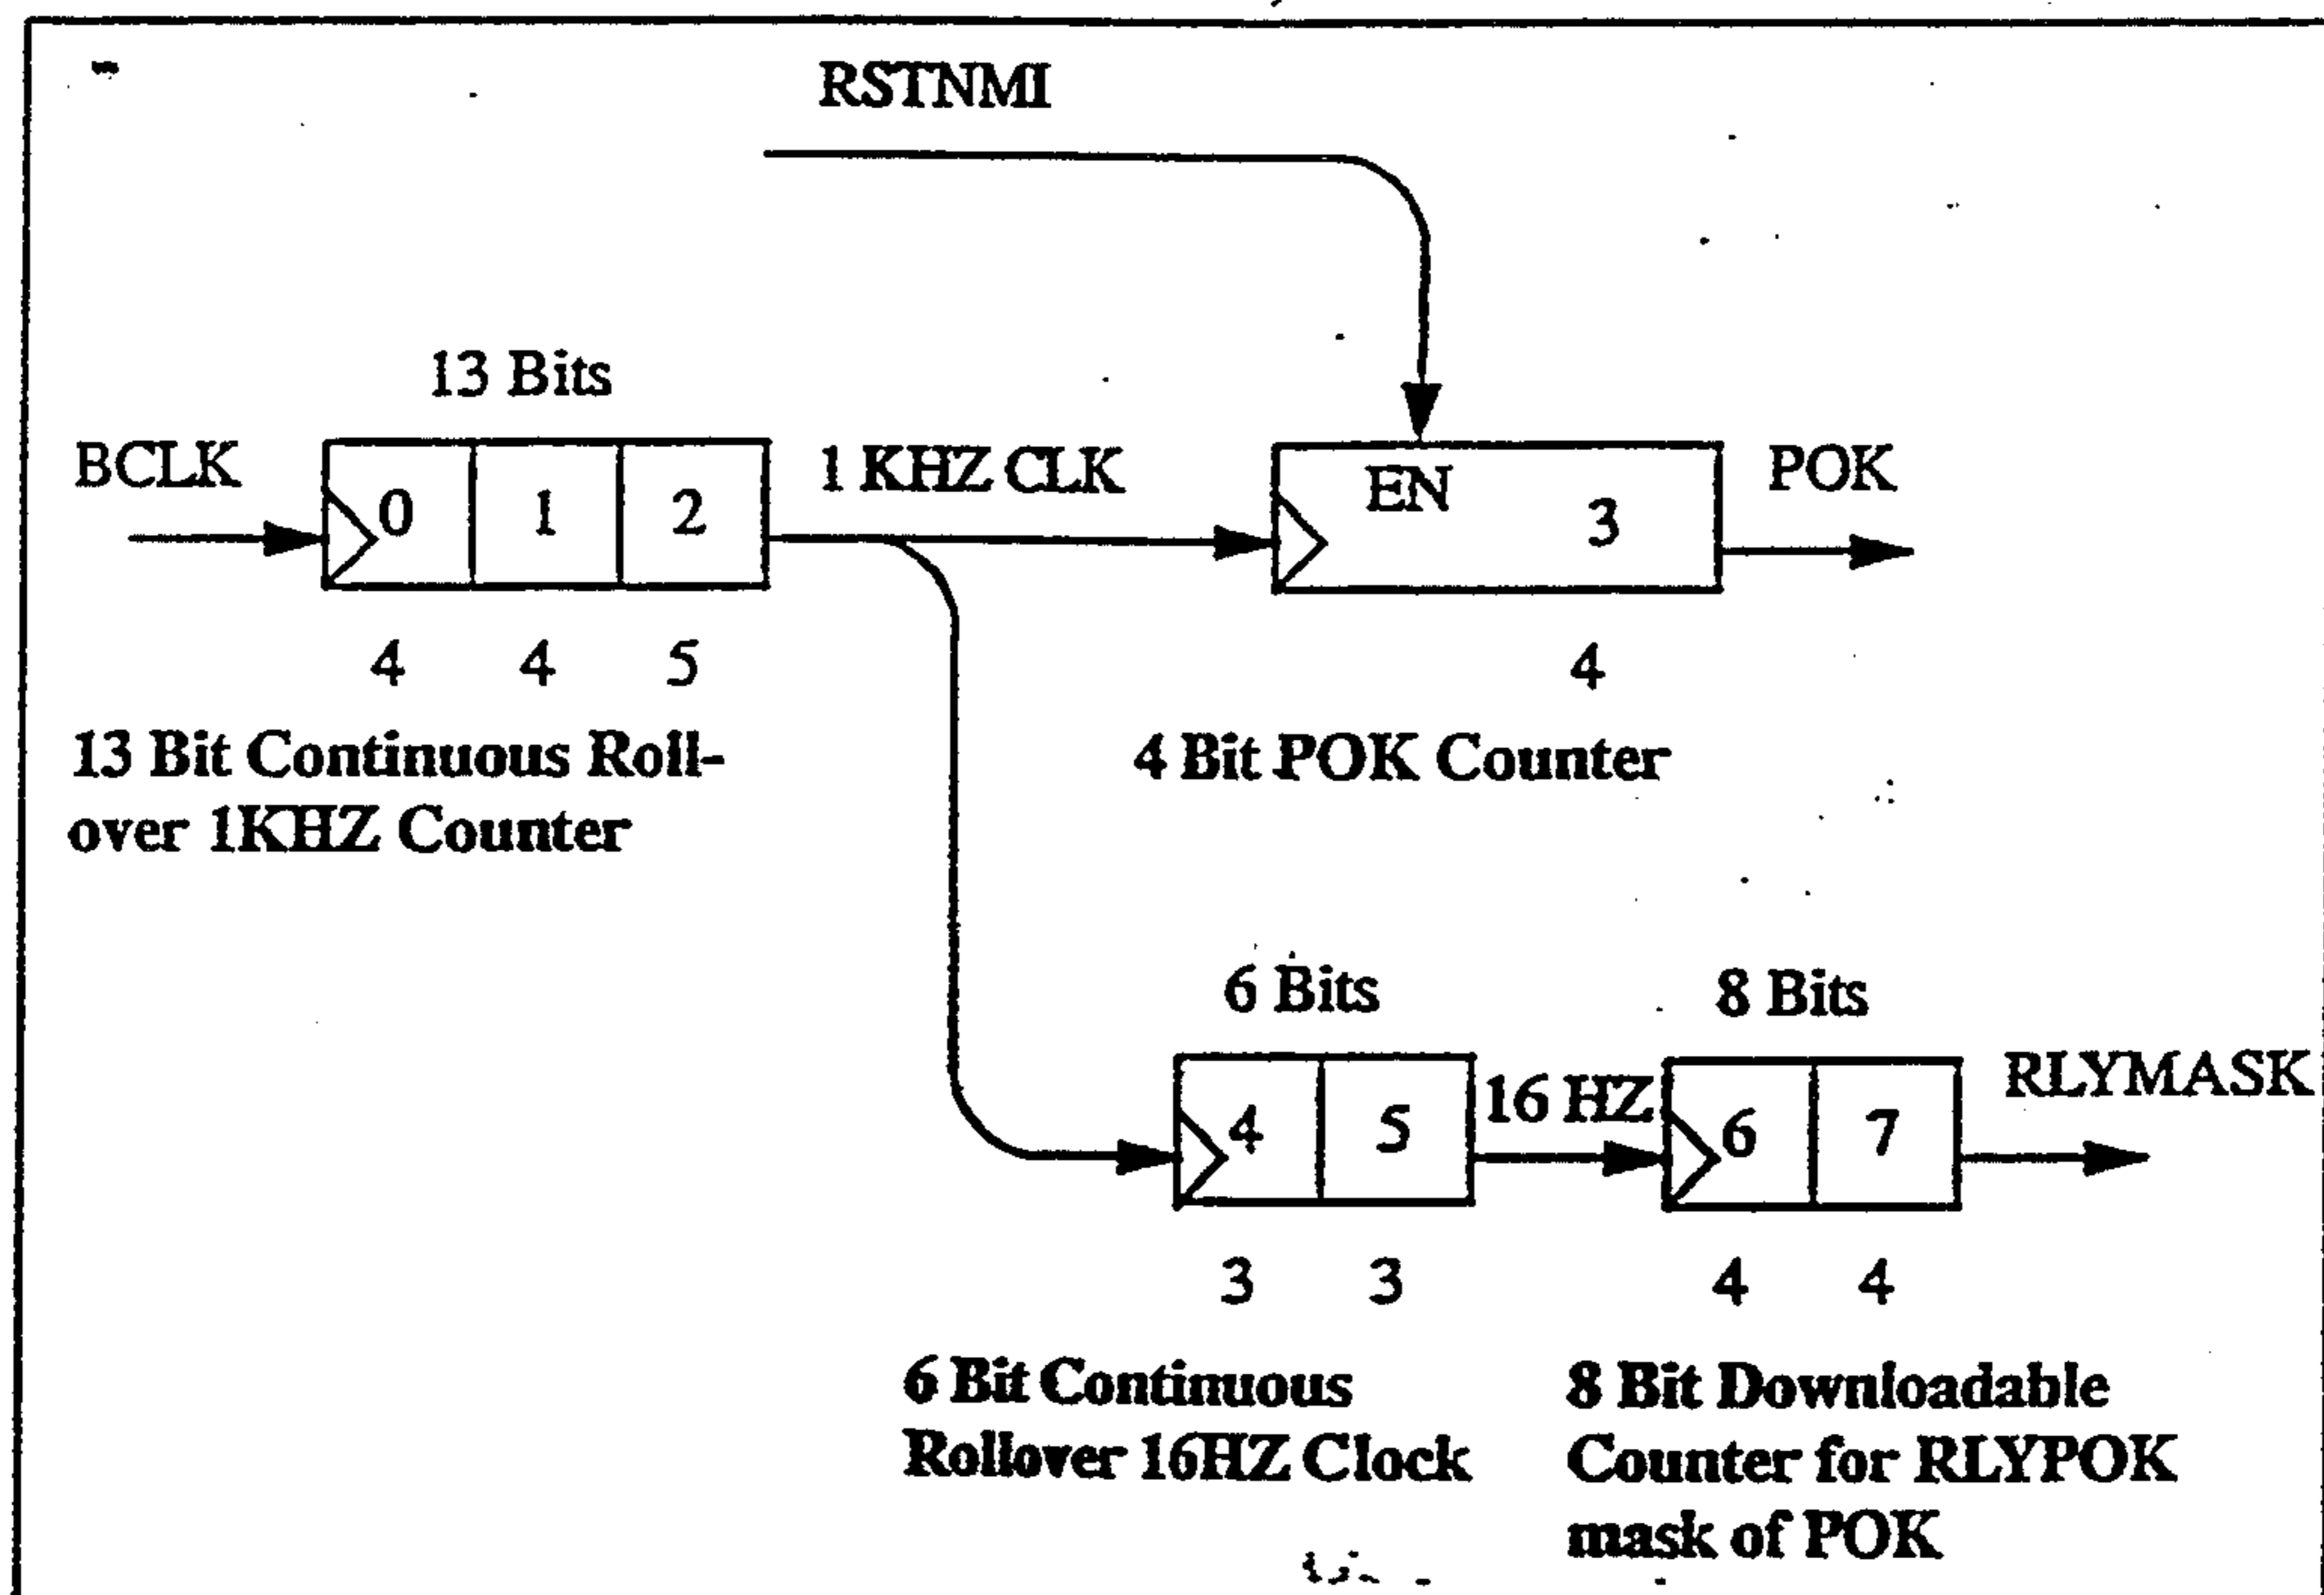 RSTNMI
13 Bits
BCLK
0 1 2
1 KHZ CLK
EN
3
POK
4 4 5
4
13 Bit Continuous Roll-
over 1KHZ Counter
4 Bit POK Counter
6 Bits
8 Bits
4 5
16 HZ
6 7
RLYMASK
3 3
4 4
6 Bit Continuous
Rollover 16HZ Clock
8 Bit Downloadable
Counter for RLYPOK
mask of POK